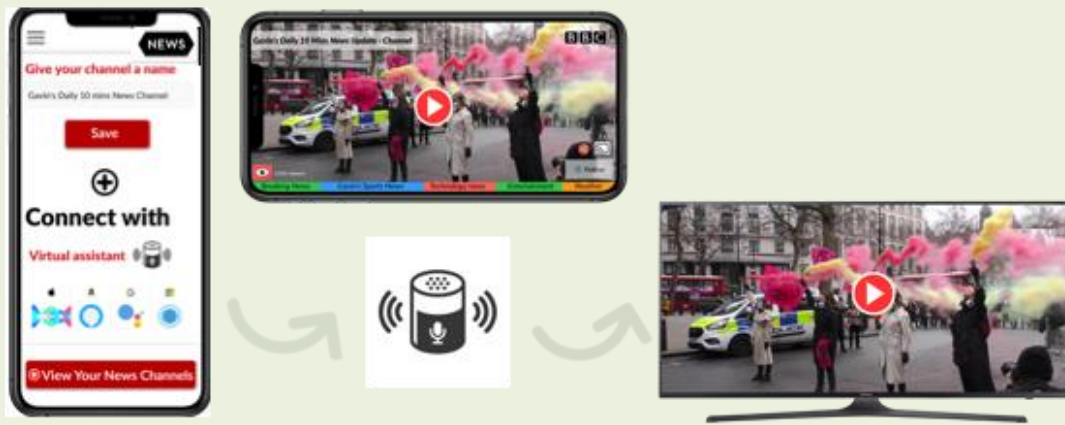 NEWS
Give your channel a name
Gavin's Daily 10 mins News Channel
Save
Connect with
Virtual assistant
View Your News Channels
Gavin's Daily 10 Mins News Update - Channel
BBC
Follow
Breaking News
Gavin's Sports News
Technology news
Entertainment
Weather